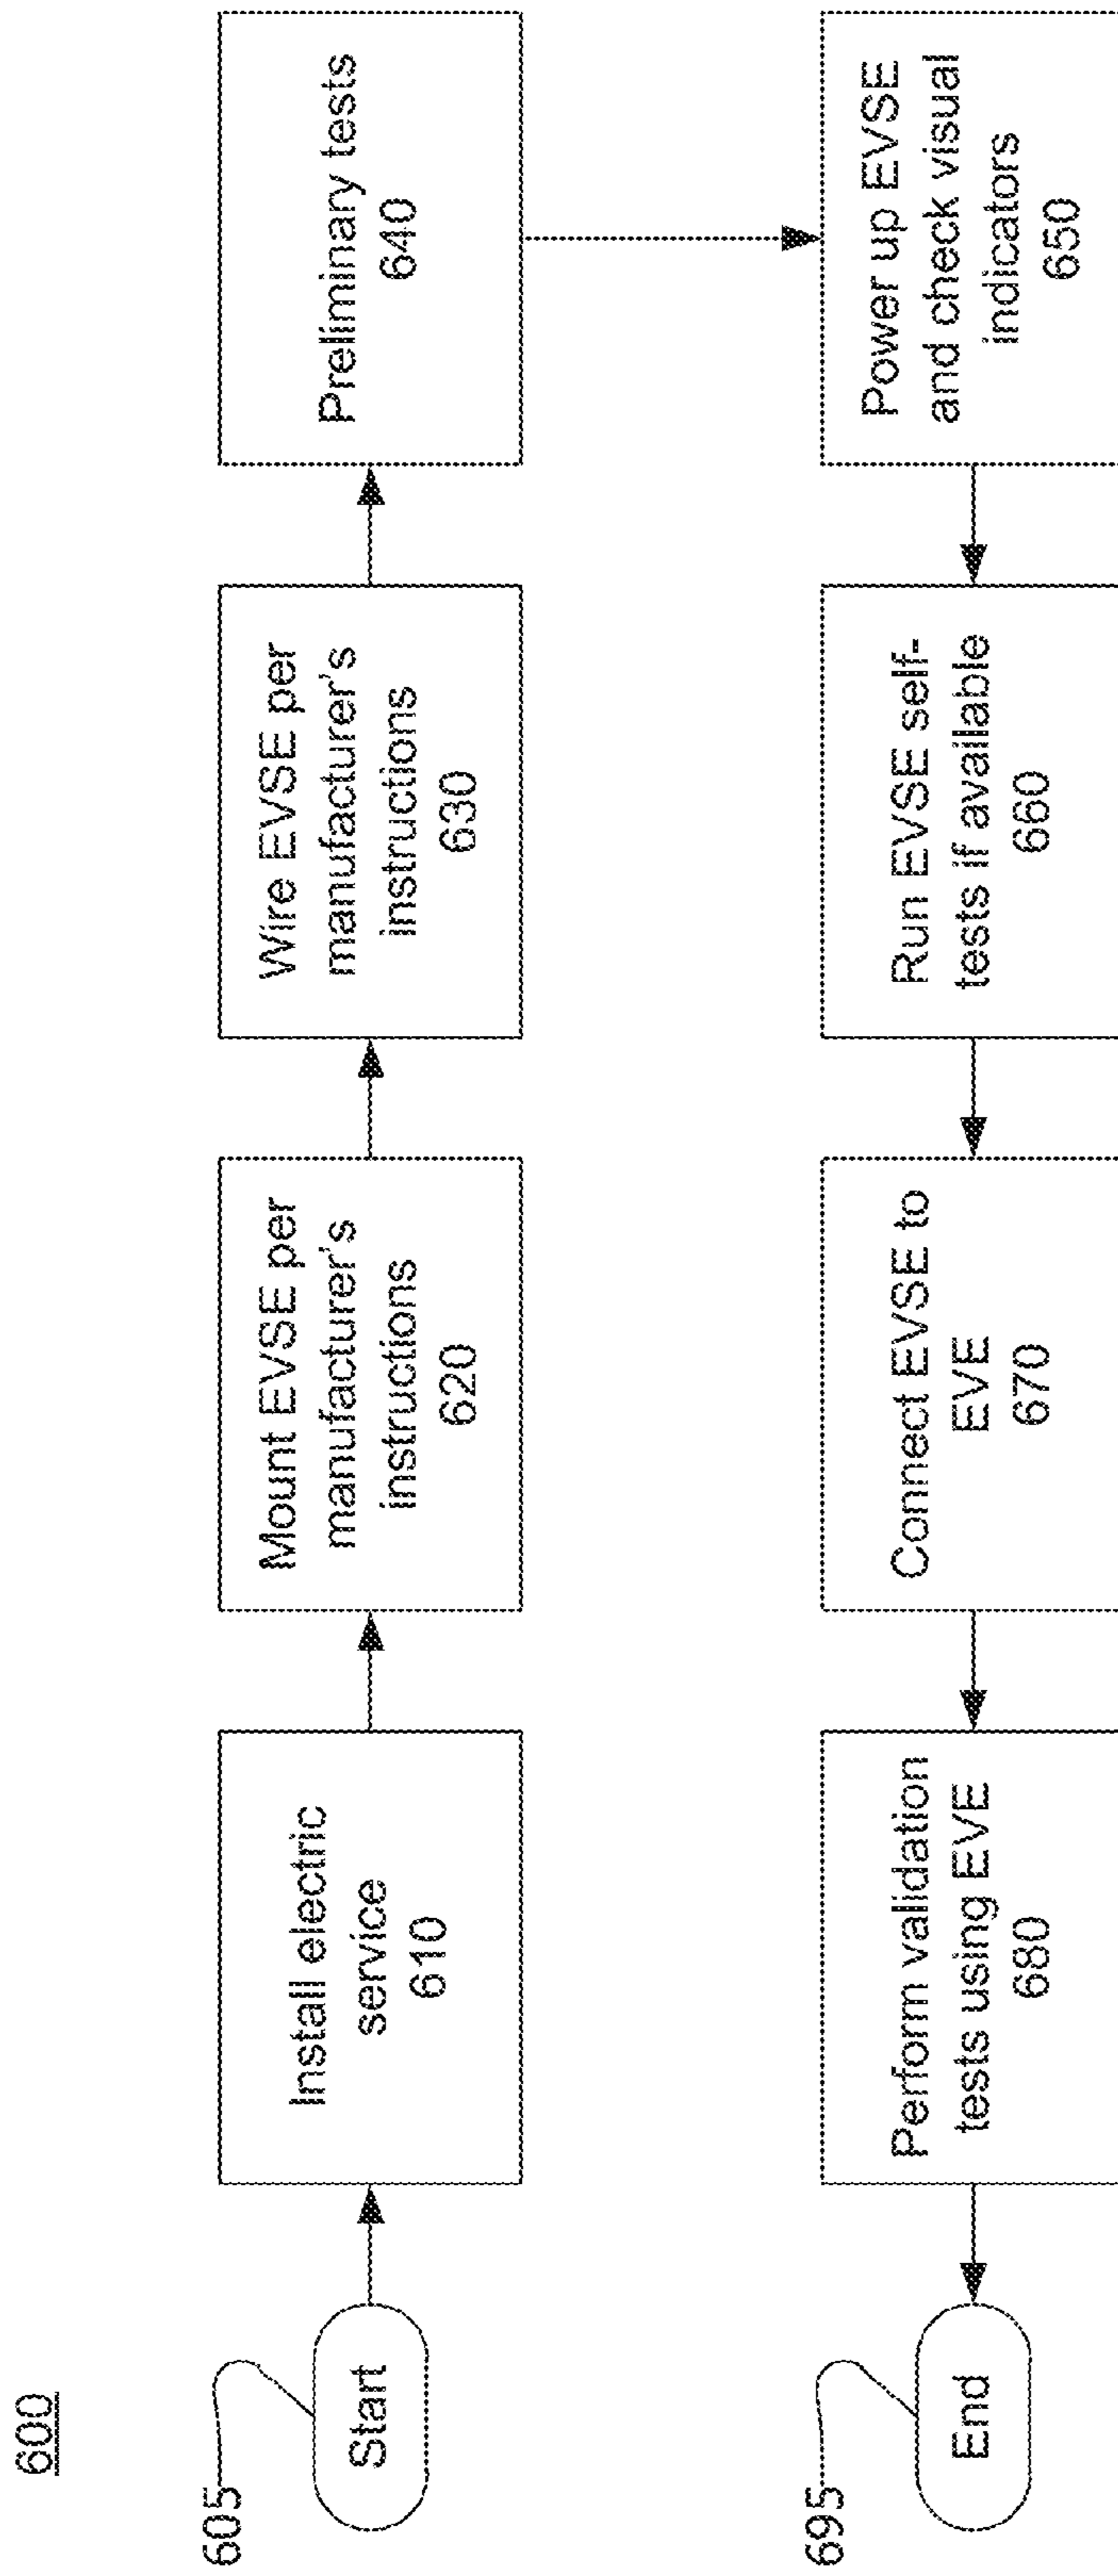 600
605
Start
Install electric
service
610
Mount EVSE per
manufacturer's
instructions
620
Wire EVSE per
manufacturer's
instructions
630
Preliminary tests
640
Power up EVSE
and check visual
indicators
650
Run EVSE self-
tests if available
660
Connect EVSE to
EVE
670
Perform validation
tests using EVE
680
695
End